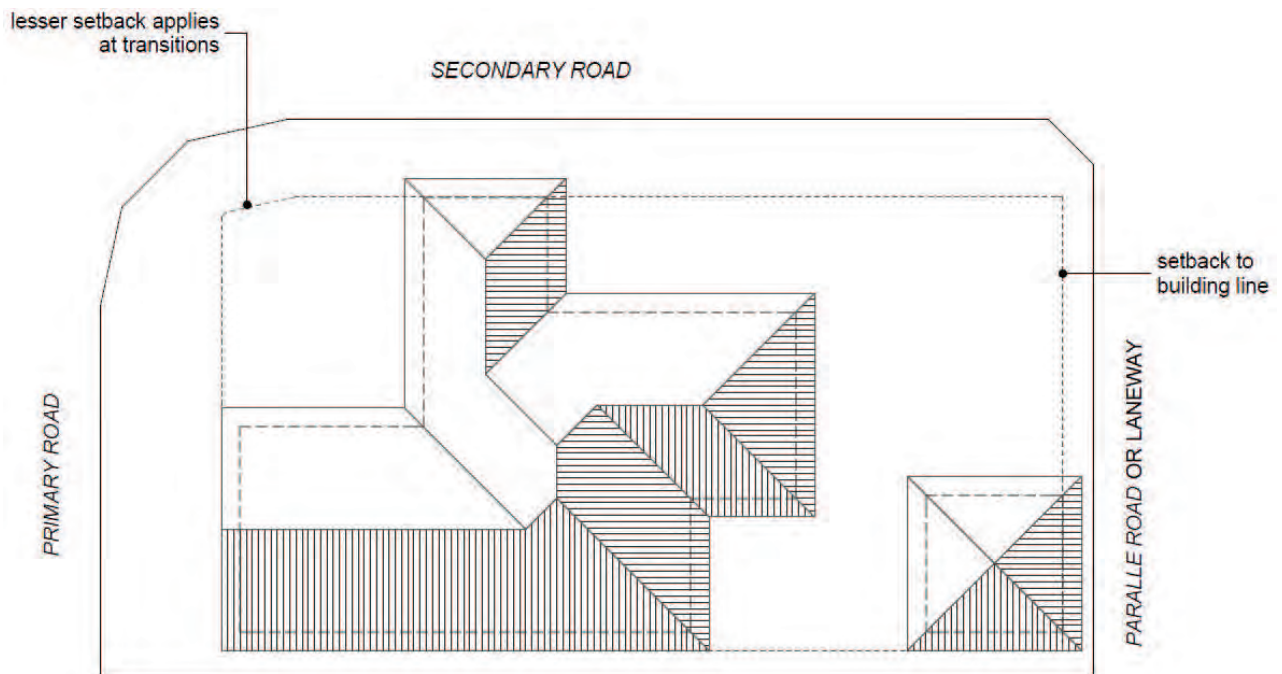 lesser setback applies
at transitions
SECONDARY ROAD
setback to
building line
PRIMARY ROAD
PARALLE ROAD OR LANEWAY